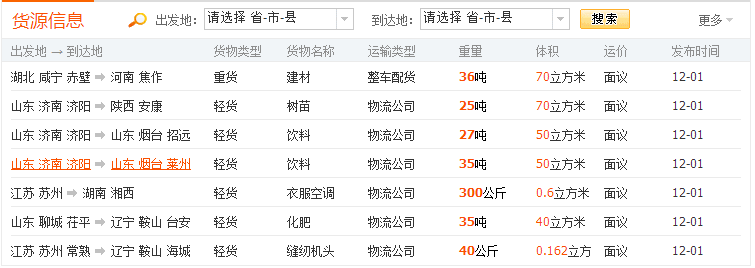 货源信息 出发地: 请选择 省-市-县 到达地: 请选择 省-市-县 搜索 更多
出发地 → 到达地 货物类型 货物名称 运输类型 重量 体积 运价 发布时间
湖北 咸宁 赤壁 河南 焦作 重货 建材 整车配货 36吨 70立方米 面议 12-01
山东 济南 济阳 陕西 安康 轻货 树苗 物流公司 25吨 70立方米 面议 12-01
山东 济南 济阳 山东 烟台 招远 轻货 饮料 物流公司 27吨 50立方米 面议 12-01
山东 济南 济阳 山东 烟台 莱州 轻货 饮料 物流公司 35吨 50立方米 面议 12-01
江苏 苏州 湖南 湘西 轻货 衣服空调 物流公司 300公斤 0.6立方米 面议 12-01
山东 聊城 茌平 辽宁 鞍山 台安 轻货 化肥 物流公司 35吨 40立方米 面议 12-01
江苏 苏州 常熟 辽宁 鞍山 海城 轻货 缝纫机头 物流公司 40公斤 0.162立方 面议 12-01